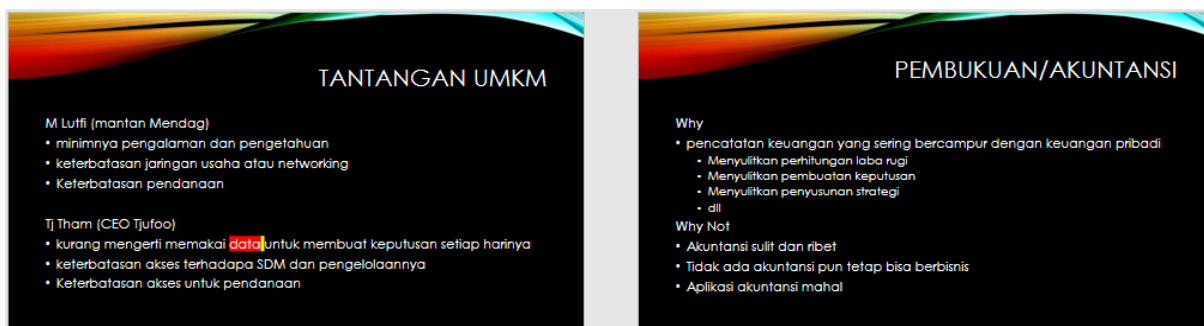 TANTANGAN UMKM
M Lutfi (mantan Mendag)
• minimnya pengalaman dan pengetahuan
• keterbatasan jaringan usaha atau networking
• Keterbatasan pendanaan
Tj Tham (CEO Tjufoo)
• kurang mengerti memakai data untuk membuat keputusan setiap harinya
• keterbatasan akses terhadapa SDM dan pengelolaannya
• Keterbatasan akses untuk pendanaan
PEMBUKUAN/AKUNTANSI
Why
• pencatatan keuangan yang sering bercampur dengan keuangan pribadi
• Menyulitkan perhitungan laba rugi
• Menyulitkan pembuatan keputusan
• Menyulitkan penyusunan strategi
• dll
Why Not
• Akuntansi sulit dan ribet
• Tidak ada akuntansi pun tetap bisa berbisnis
• Aplikasi akuntansi mahal